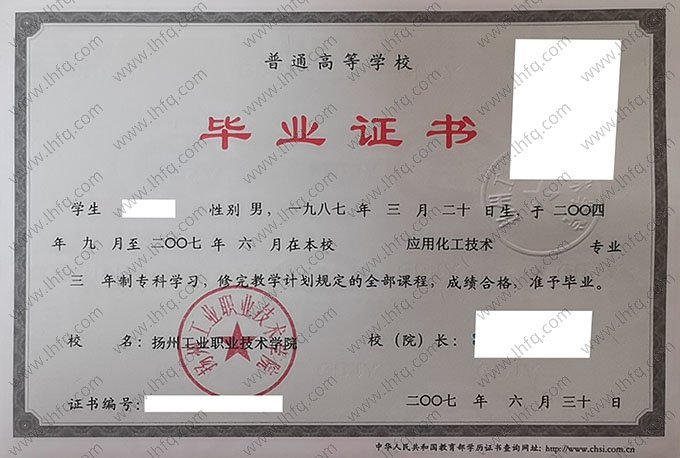 普通高等学校
毕业证书
学生 性别 男，一九八七 年 三 月 二十 日生，于 二〇〇四
年 九 月至 二〇〇七 年 六 月在本校 应用化工技术 专业
三 年制专科学习，修完教学计划规定的全部课程，成绩合格，准予毕业。
校 名：扬州工业职业技术学院 校（院）长：
扬州工业职业技术学院
证书编号： 二〇〇七 年 六 月 三十 日
中华人民共和国教育部学历证书查询网址：http://www.chsi.com.cn
www.lhfq.com